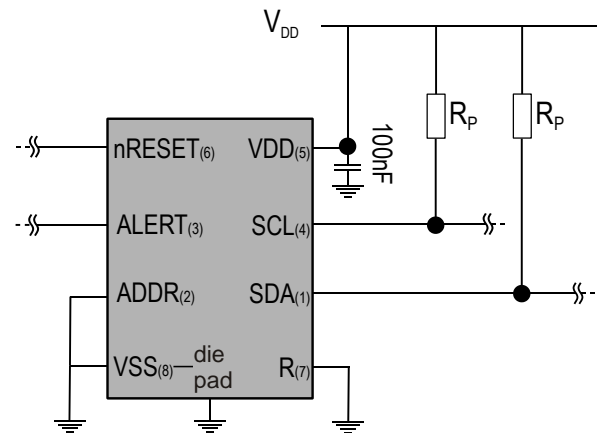 VDD
nRESET(6)
VDD(5)
100nF
RP
RP
ALERT(3)
SCL(4)
ADDR(2)
SDA(1)
VSS(8)
die
pad
R(7)